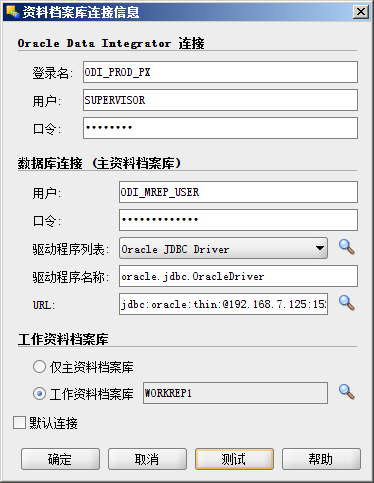 资料档案库连接信息
Oracle Data Integrator 连接
登录名: ODI_PROD_PX
用户: SUPERVISOR
口令: ********
数据库连接 (主资料档案库)
用户: ODI_MREP_USER
口令: *************
驱动程序列表: Oracle JDBC Driver
驱动程序名称: oracle.jdbc.OracleDriver
URL: jdbc:oracle:thin:@192.168.7.125:152
工作资料档案库
仅主资料档案库
工作资料档案库 WORKREP1
默认连接
确定 取消 测试 帮助